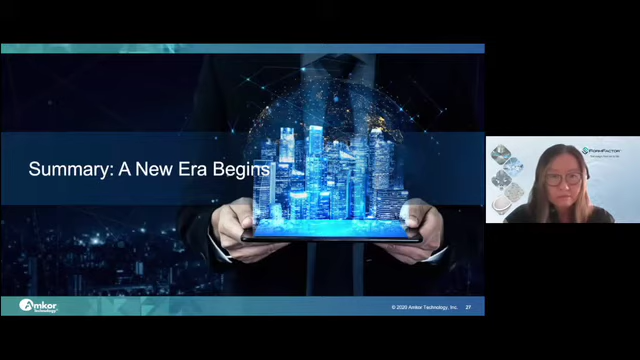 Summary: A New Era Begins
Amkor
Technology
© 2020 Amkor Technology, Inc.
27
FORMFACTOR